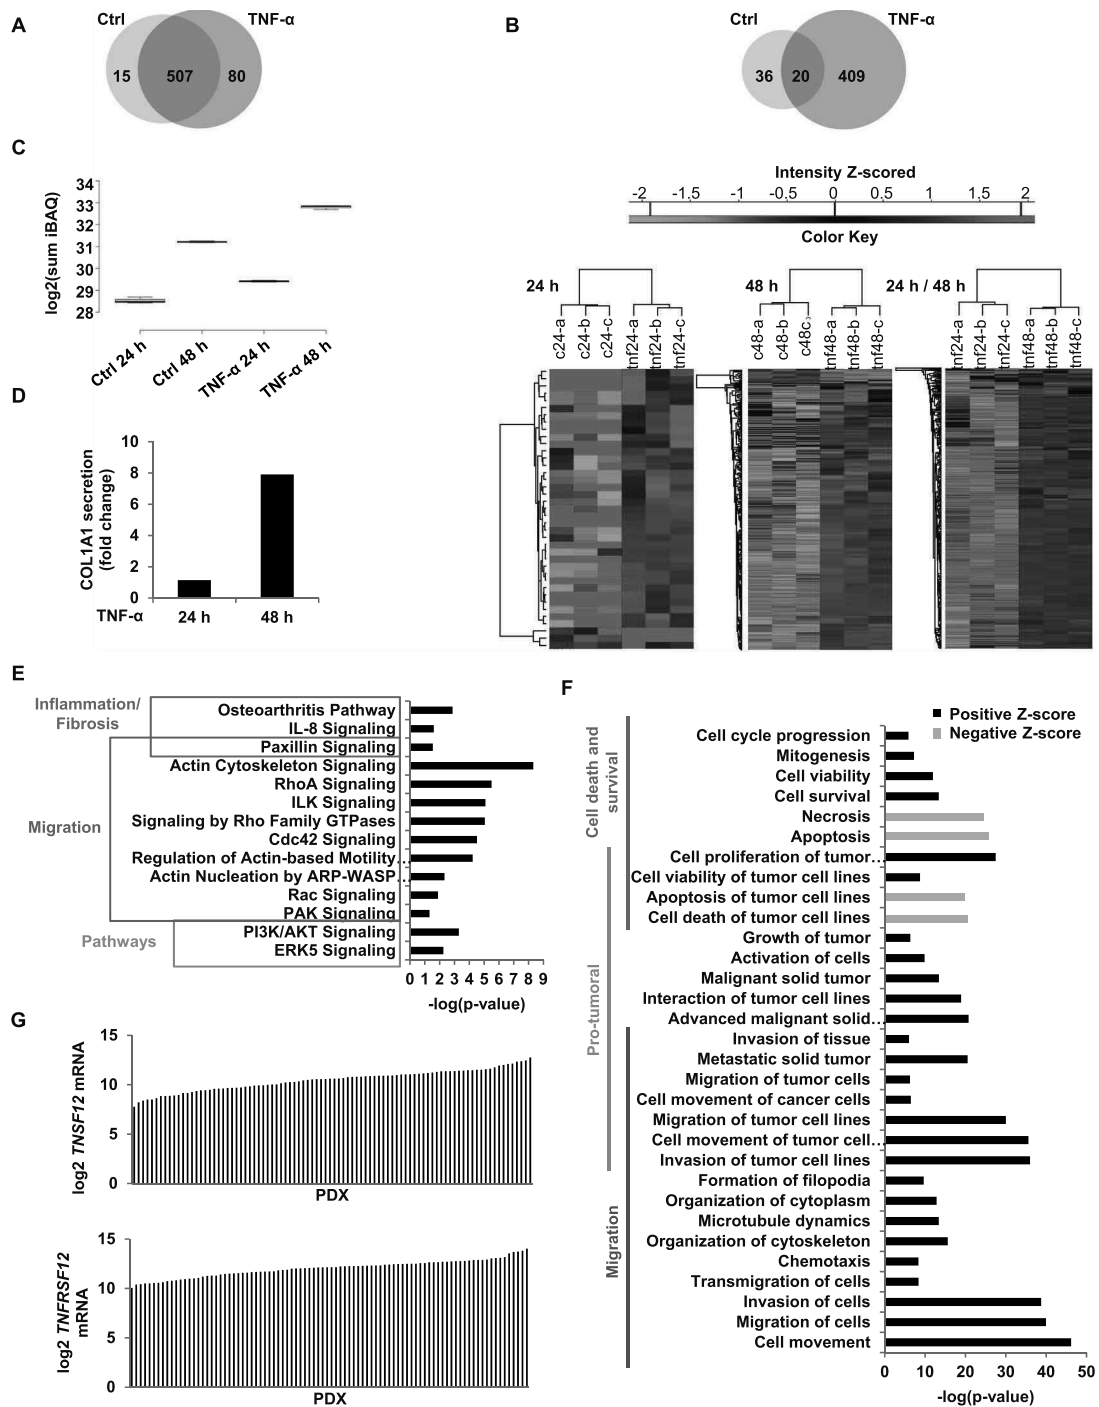 A
Ctrl
TNF-α
15
507
80
B
Ctrl
TNF-α
36
20
409
C
log2(sum iBAQ)
34
33
32
31
30
29
28
Ctrl 24 h
Ctrl 48 h
TNF-α 24 h
TNF-α 48 h
Intensity Z-scored
-2 -1.5 -1 -0.5 0 0.5 1 1.5 2
Color Key
24 h
c24-a
c24-b
c24-c
tnf24-a
tnf24-b
tnf24-c
48 h
c48-a
c48-b
c48c
tnf48-a
tnf48-b
tnf48-c
24 h / 48 h
tnf24-a
tnf24-b
tnf24-c
tnf48-a
tnf48-b
tnf48-c
D
COL1A1 secretion
(fold change)
10
8
6
4
2
0
TNF-α
24 h
48 h
E
Inflammation/
Fibrosis
Migration
Pathways
Osteoarthritis Pathway
IL-8 Signaling
Paxillin Signaling
Actin Cytoskeleton Signaling
RhoA Signaling
ILK Signaling
Signaling by Rho Family GTPases
Cdc42 Signaling
Regulation of Actin-based Motility…
Actin Nucleation by ARP-WASP…
Rac Signaling
PAK Signaling
PI3K/AKT Signaling
ERK5 Signaling
0 1 2 3 4 5 6 7 8 9
-log(p-value)
F
Positive Z-score
Negative Z-score
Cell death and
survival
Pro-tumoral
Migration
Cell cycle progression
Mitogenesis
Cell viability
Cell survival
Necrosis
Apoptosis
Cell proliferation of tumor…
Cell viability of tumor cell lines
Apoptosis of tumor cell lines
Cell death of tumor cell lines
Growth of tumor
Activation of cells
Malignant solid tumor
Interaction of tumor cell lines
Advanced malignant solid…
Invasion of tissue
Metastatic solid tumor
Migration of tumor cells
Cell movement of cancer cells
Migration of tumor cell lines
Cell movement of tumor cell…
Invasion of tumor cell lines
Formation of filopodia
Organization of cytoplasm
Microtubule dynamics
Organization of cytoskeleton
Chemotaxis
Transmigration of cells
Invasion of cells
Migration of cells
Cell movement
0 10 20 30 40 50
-log(p-value)
G
log2 TNSF12 mRNA
15
10
5
0
PDX
log2 TNFRSF12
mRNA
15
10
5
0
PDX